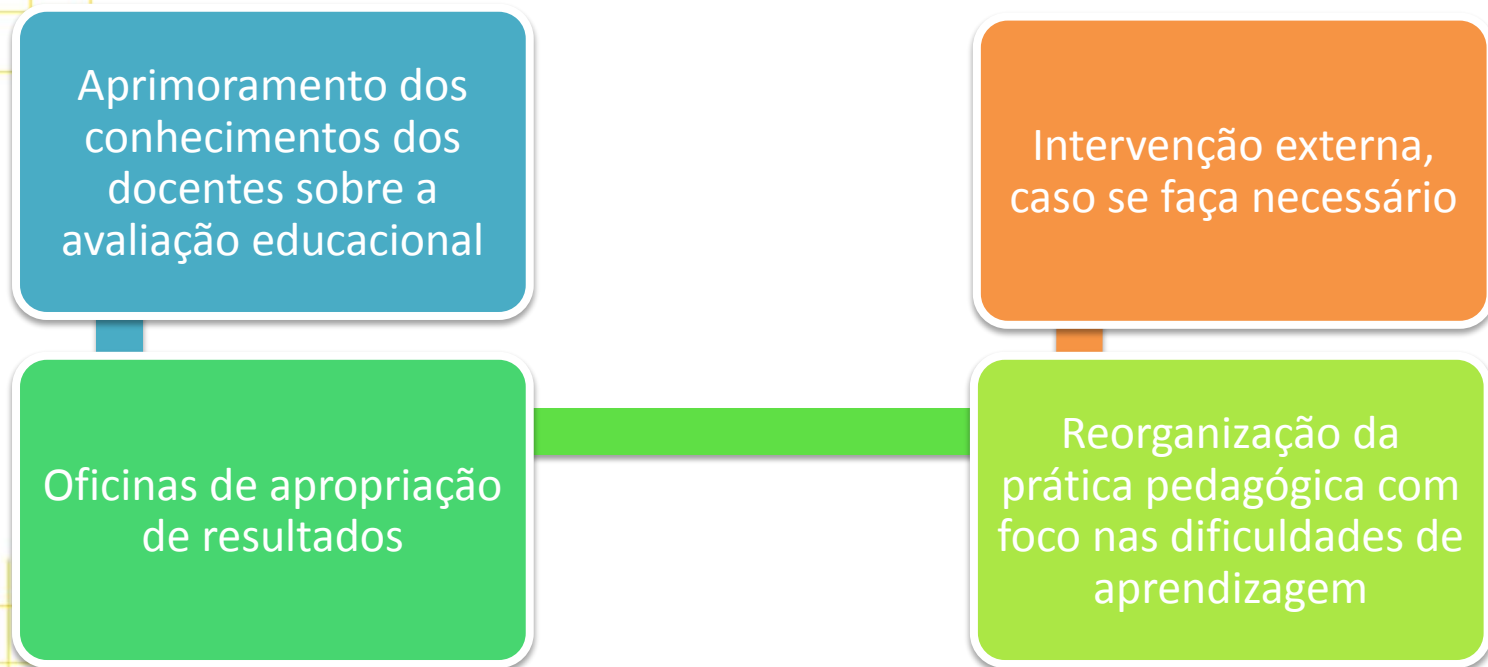 Aprimoramento dos
conhecimentos dos
docentes sobre a
avaliação educacional
Oficinas de apropriação
de resultados
Reorganização da
prática pedagógica com
foco nas dificuldades de
aprendizagem
Intervenção externa,
caso se faça necessário